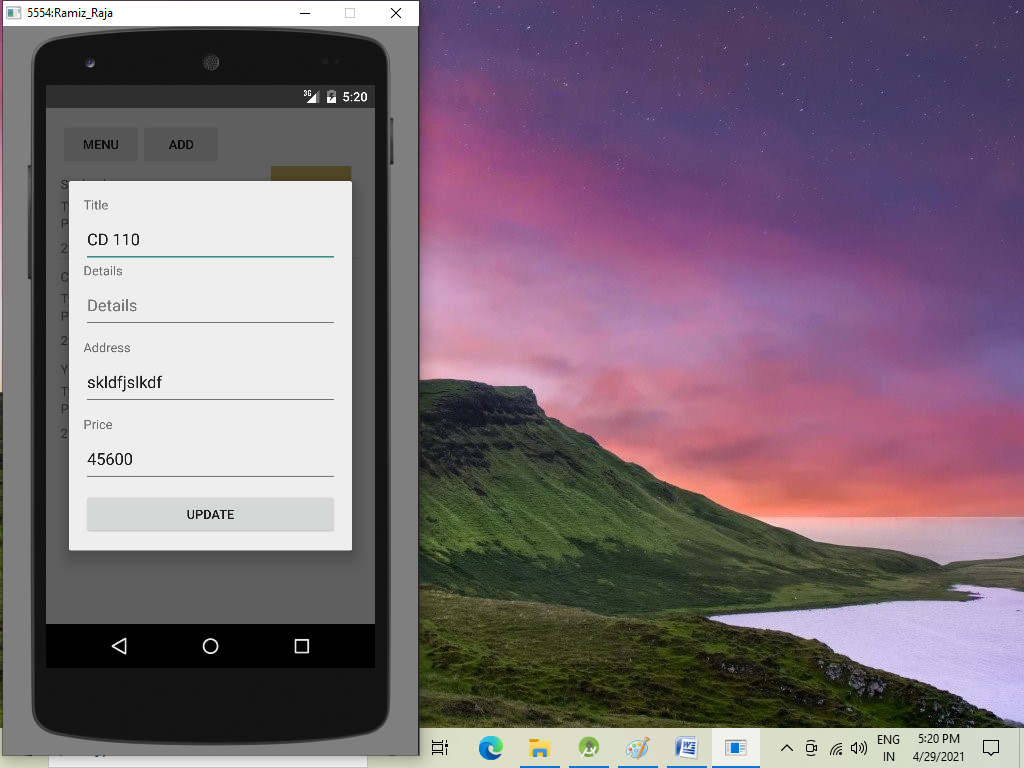 5554:Ramiz_Raja
3G 5:20
MENU ADD
Title
CD 110
Details
Details
Address
skldfjslkdf
Price
45600
UPDATE
ENG
IN
5:20 PM
4/29/2021